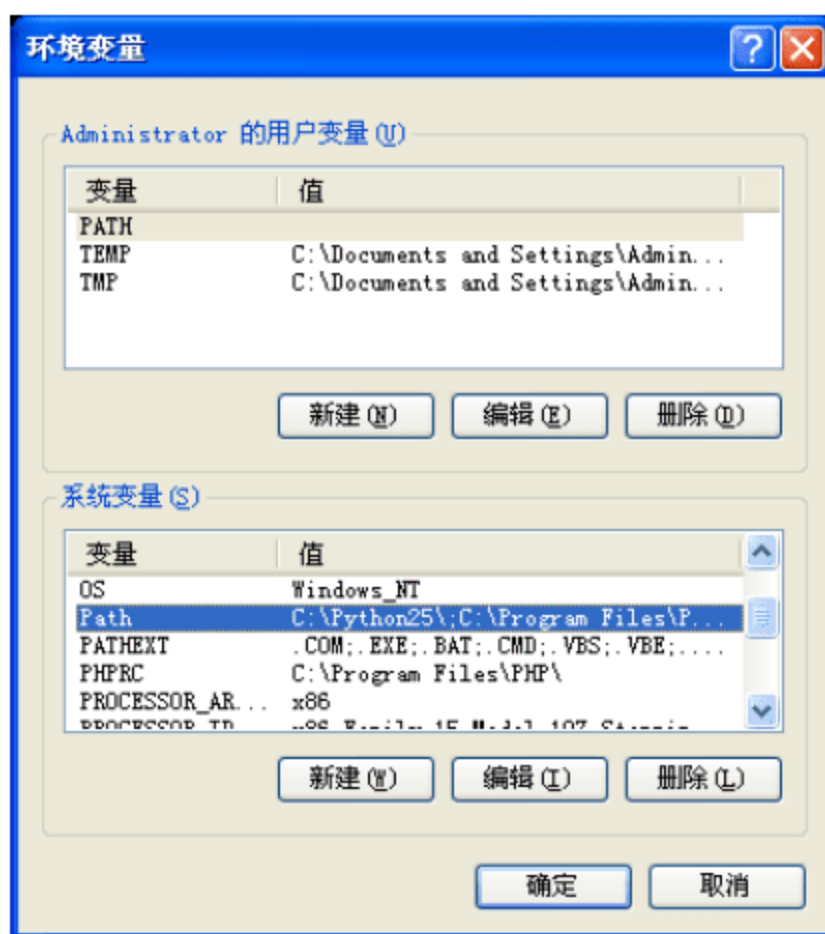 环境变量
Administrator 的用户变量(U)
变量 值
PATH
TEMP C:\Documents and Settings\Admin...
TMP C:\Documents and Settings\Admin...
新建(N) 编辑(E) 删除(D)
系统变量(S)
变量 值
OS Windows_NT
Path C:\Python25\;C:\Program Files\P...
PATHEXT .COM;.EXE;.BAT;.CMD;.VBS;.VBE;....
PHPRC C:\Program Files\PHP\
PROCESSOR_AR... x86
新建(W) 编辑(I) 删除(L)
确定 取消